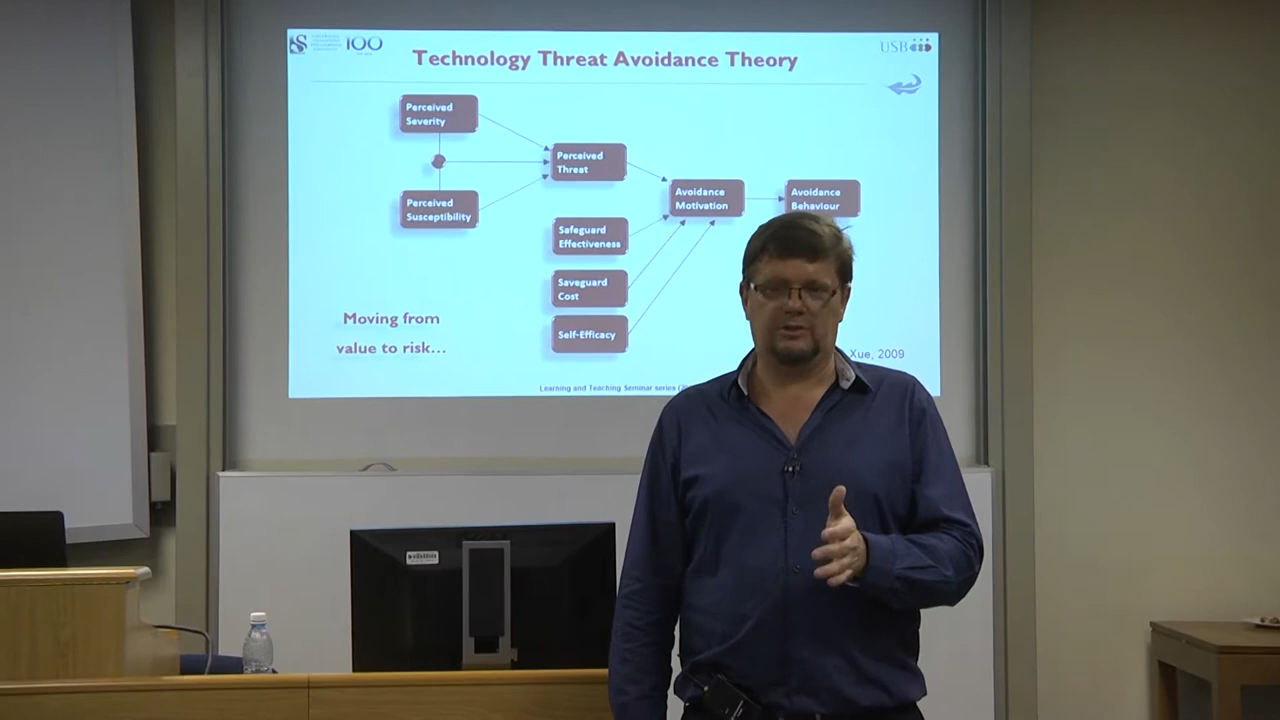 100
USB
Technology Threat Avoidance Theory
Perceived
Severity
Perceived
Threat
Perceived
Susceptibility
Avoidance
Motivation
Avoidance
Behaviour
Safeguard
Effectiveness
Saveguard
Cost
Self-Efficacy
Moving from
value to risk...
Xue, 2009
Learning and Teaching Seminar series